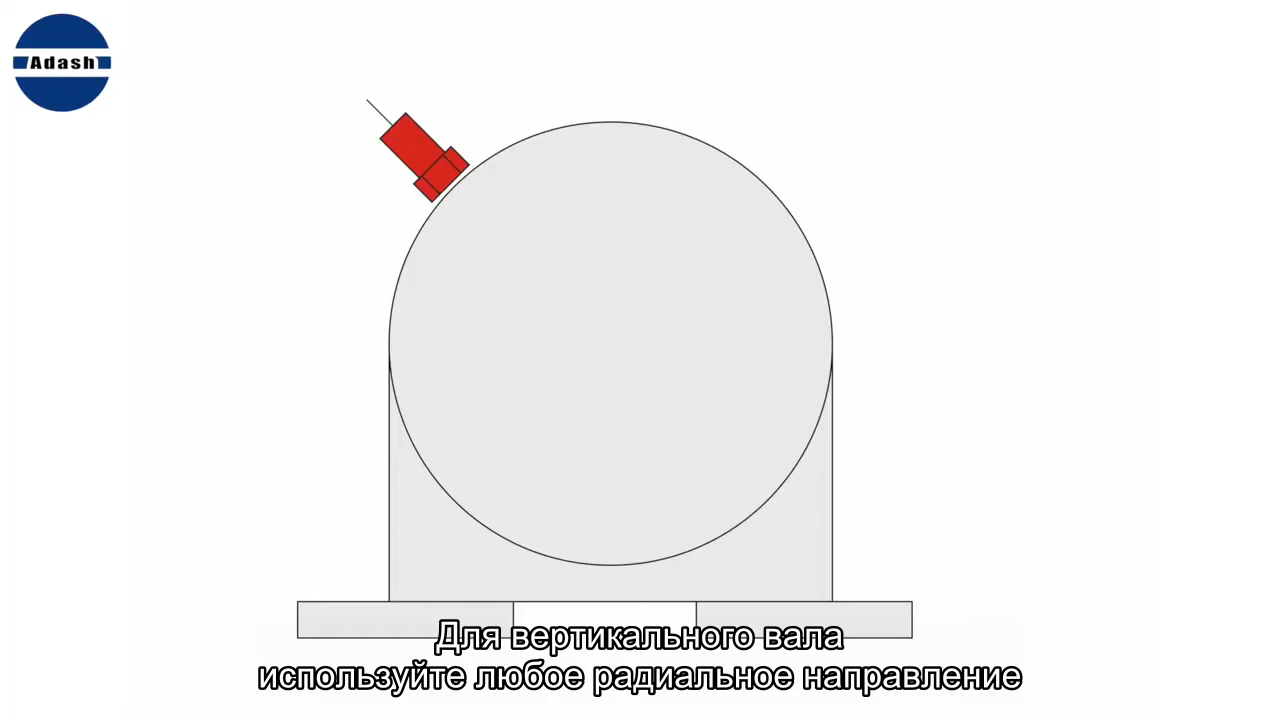 Adash
Для вертикального вала
используйте любое радиальное направление